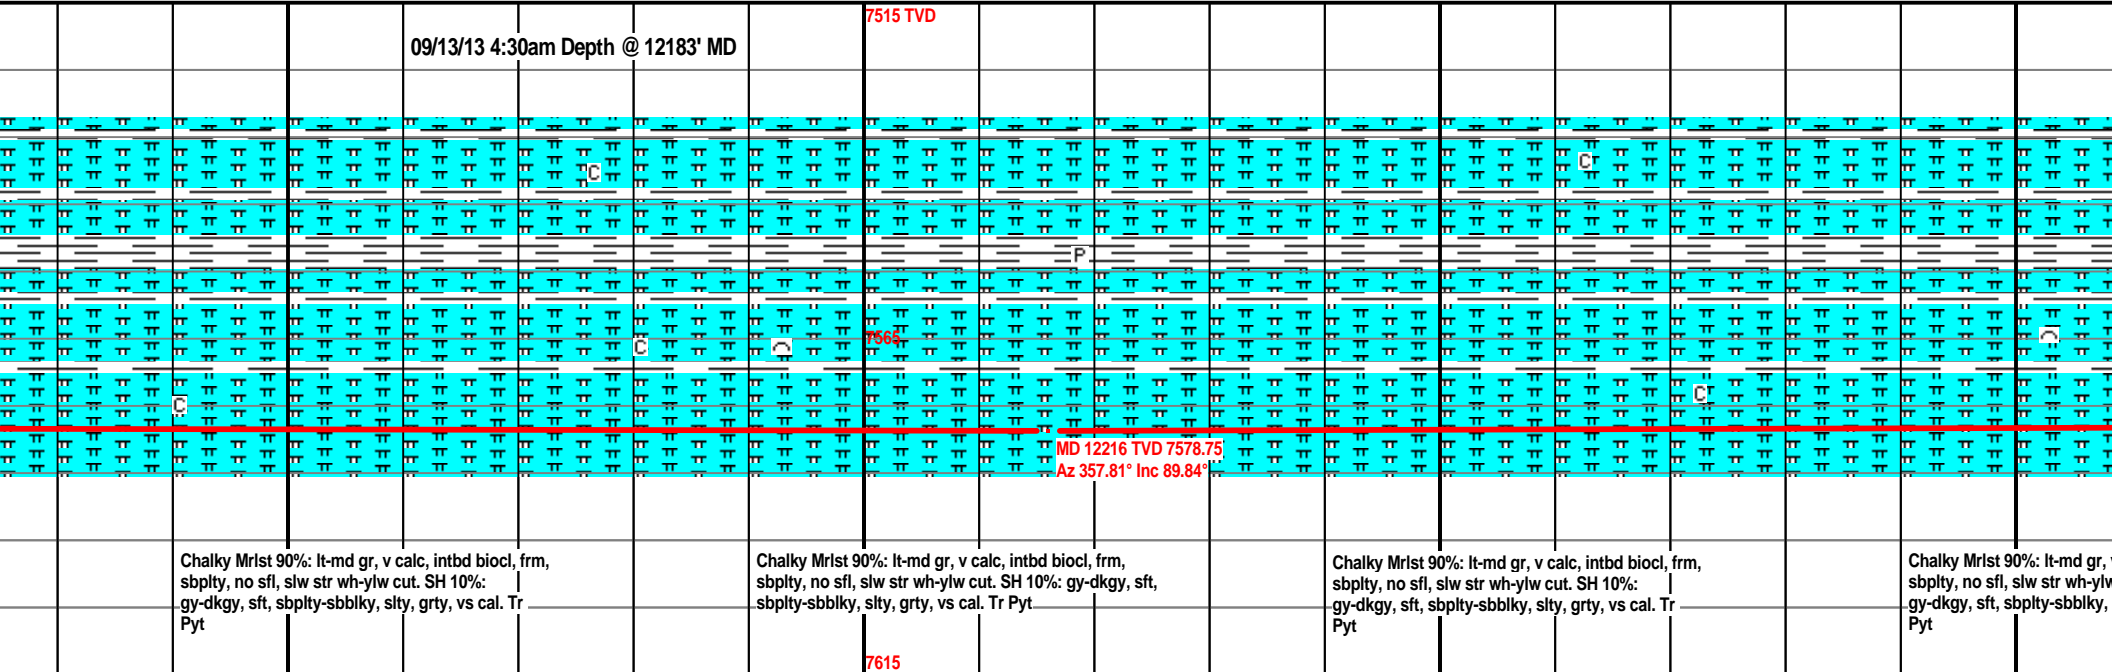 7515 TVD
09/13/13 4:30am Depth @ 12183' MD
C
C
P
7565
C
C
C
MD 12216 TVD 7578.75
Az 357.81° Inc 89.84°
Chalky Mrlst 90%: lt-md gr, v calc, intbd biocl, frm,
sbplty, no sfl, slw str wh-ylw cut. SH 10%:
gy-dkgy, sft, sbplty-sbblky, slty, grty, vs cal. Tr
Pyt
Chalky Mrlst 90%: lt-md gr, v calc, intbd biocl, frm,
sbplty, no sfl, slw str wh-ylw cut. SH 10%: gy-dkgy, sft,
sbplty-sbblky, slty, grty, vs cal. Tr Pyt
Chalky Mrlst 90%: lt-md gr, v calc, intbd biocl, frm,
sbplty, no sfl, slw str wh-ylw cut. SH 10%:
gy-dkgy, sft, sbplty-sbblky, slty, grty, vs cal. Tr
Pyt
Chalky Mrlst 90%: lt-md gr,
sbplty, no sfl, slw str wh-ylw
gy-dkgy, sft, sbplty-sbblky,
Pyt
7615